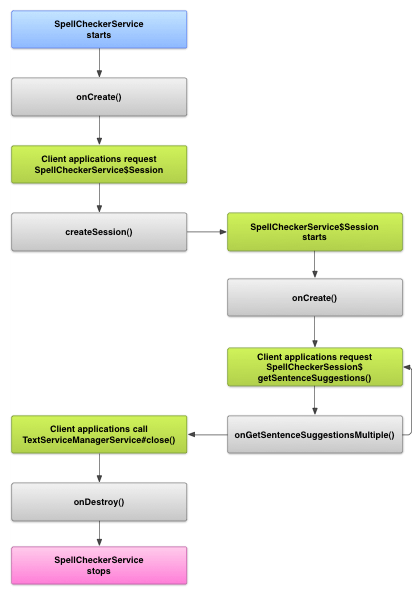 SpellCheckerService
starts
onCreate()
Client applications request
SpellCheckerService$Session
createSession()
SpellCheckerService$Session
starts
onCreate()
Client applications request
SpellCheckerSession$
getSentenceSuggestions()
onGetSentenceSuggestionsMultiple()
Client applications call
TextServiceManagerService#close()
onDestroy()
SpellCheckerService
stops